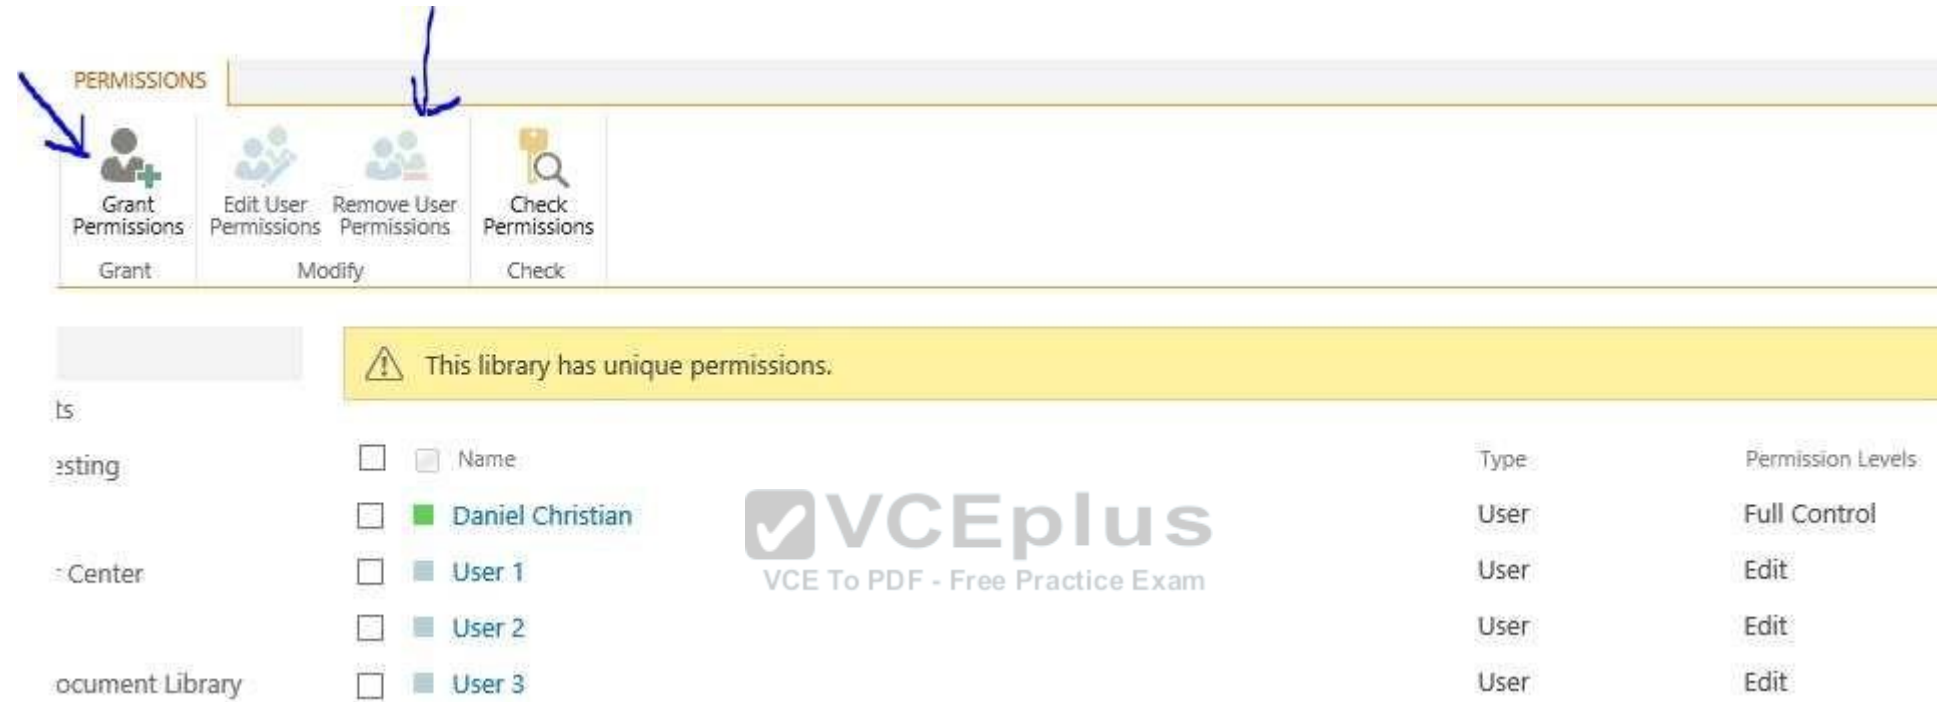 PERMISSIONS
Grant Permissions
Edit User Permissions
Remove User Permissions
Check Permissions
Grant
Modify
Check
This library has unique permissions.
ts
esting
Center
ocument Library
Name Type Permission Levels
Daniel Christian User Full Control
User 1 User Edit
User 2 User Edit
User 3 User Edit
VCEplus
VCE To PDF - Free Practice Exam